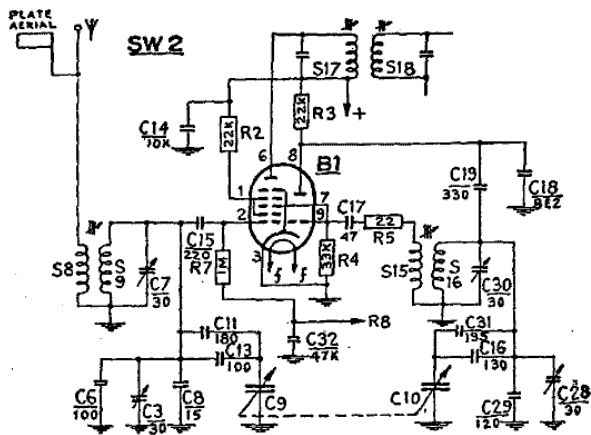 PLATE
AERIAL
SW2
S17
S18
+
C14
10K
22K
R2
22K
R3
6
8
B1
1
2
3
7
9
C19
330
C18
8E2
C15
220
R7
1M
C17
47
22
R5
33K
R4
S8
S
9
C7
30
f
f
S15
S
16
C30
30
C11
180
C13
100
C32
47K
R8
C31
195
C16
130
C6
100
C3
30
C8
15
C9
C10
C29
120
C28
30